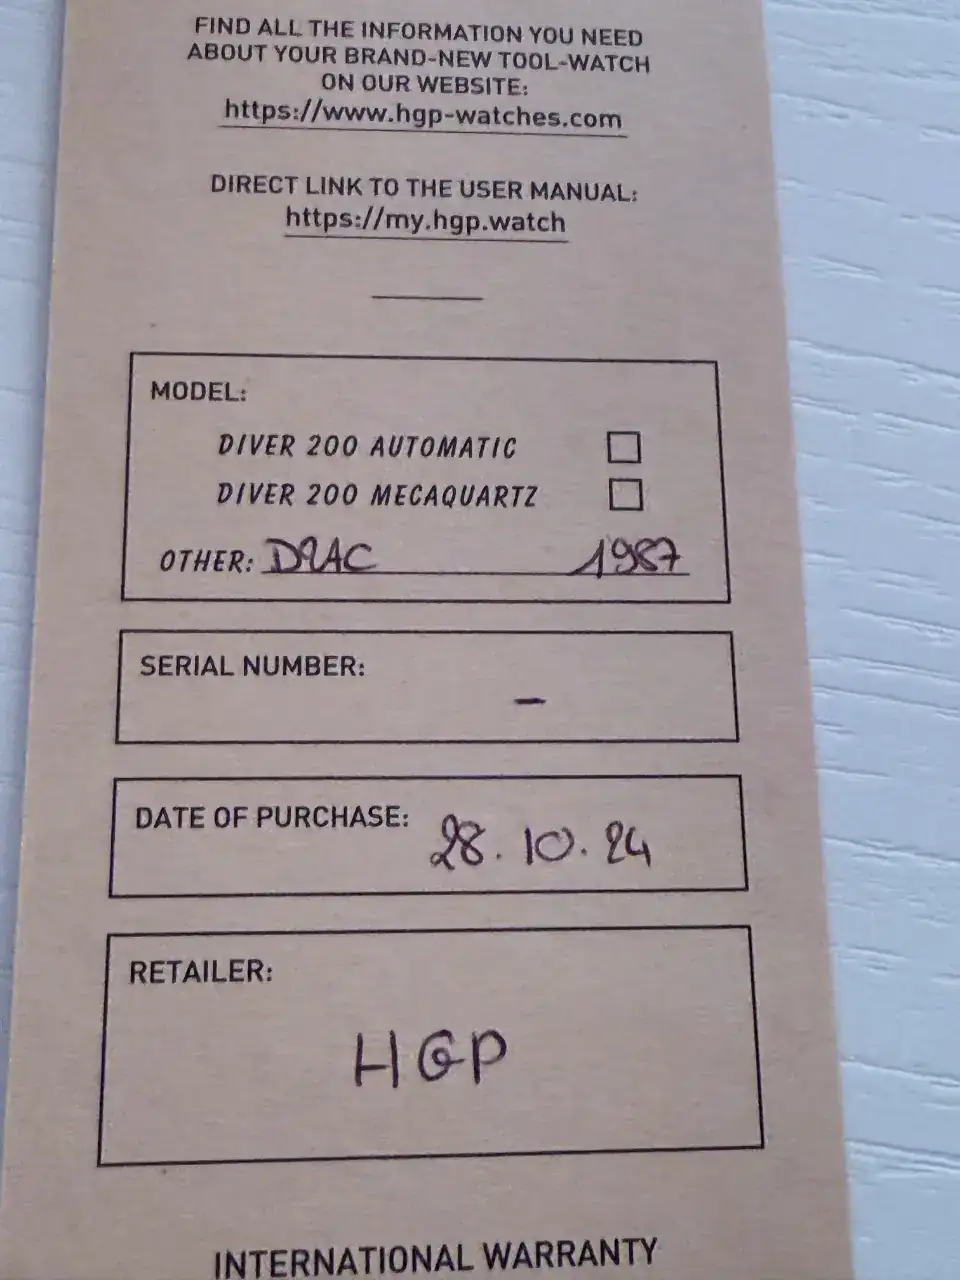 FIND ALL THE INFORMATION YOU NEED
ABOUT YOUR BRAND-NEW TOOL-WATCH
ON OUR WEBSITE:
https://www.hgp-watches.com
DIRECT LINK TO THE USER MANUAL:
https://my.hgp.watch
MODEL:
DIVER 200 AUTOMATIC
DIVER 200 MECAQUARTZ
OTHER: DRAC 1987
SERIAL NUMBER:
-
DATE OF PURCHASE: 28.10.24
RETAILER:
HGP
INTERNATIONAL WARRANTY